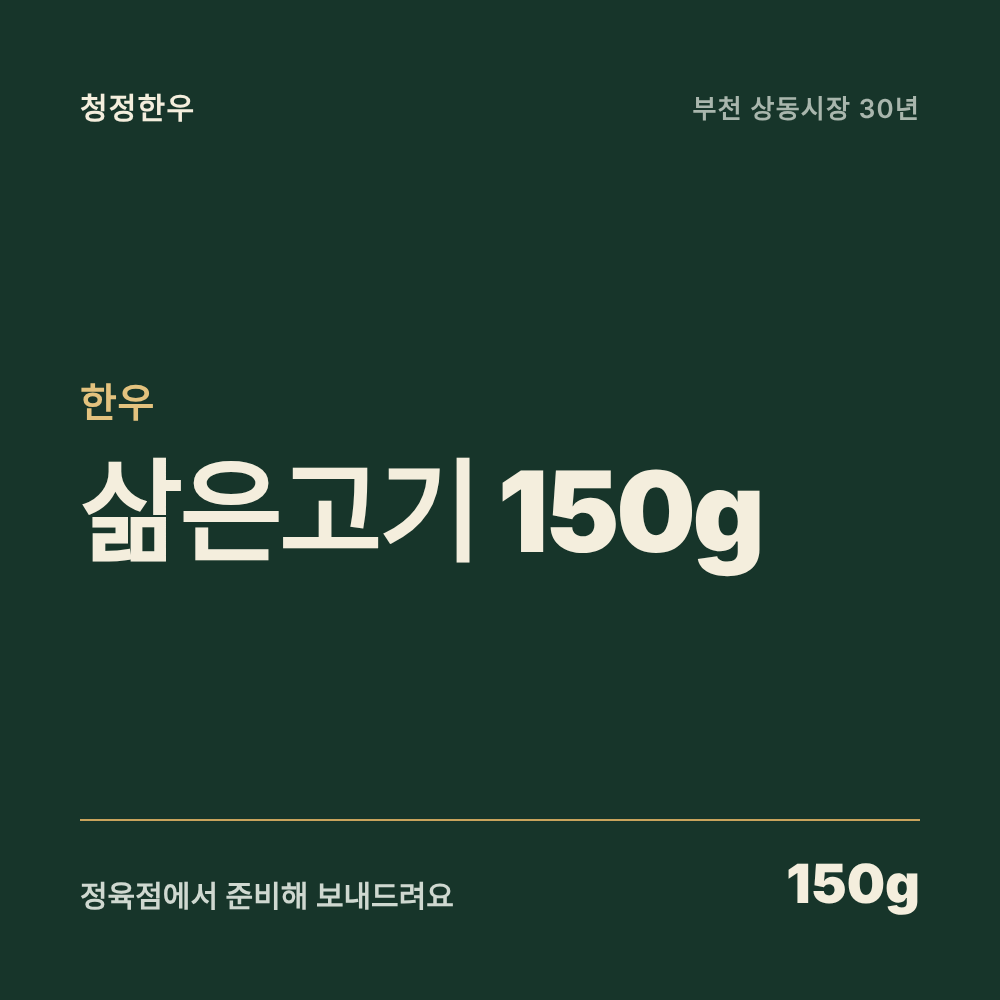 청정한우
부천 상동시장 30년
한우
삶은고기 150g
정육점에서 준비해 보내드려요
150g